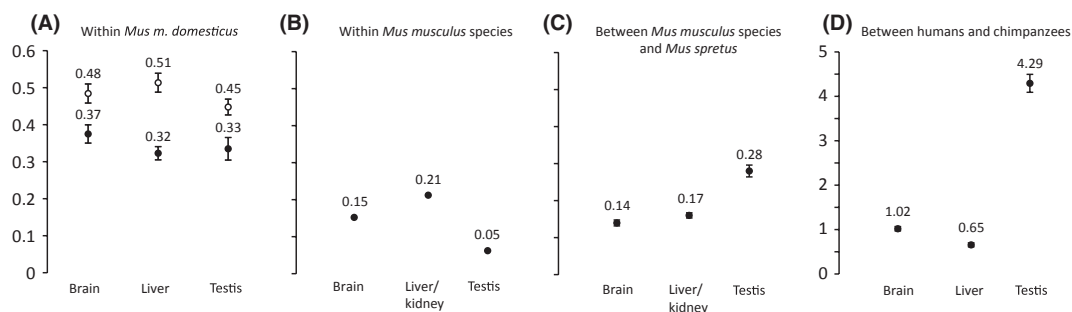 (A) Within Mus m. domesticus
0.6
0.5
0.4
0.3
0.2
0.1
0
0.48
0.51
0.45
0.37
0.32
0.33
Brain Liver Testis
(B) Within Mus musculus species
0.15
0.21
0.05
Brain Liver/ Testis
kidney
(C) Between Mus musculus species
and Mus spretus
0.14
0.17
0.28
Brain Liver/ Testis
kidney
(D) Between humans and chimpanzees
5
4
3
2
1
0
1.02
0.65
4.29
Brain Liver Testis